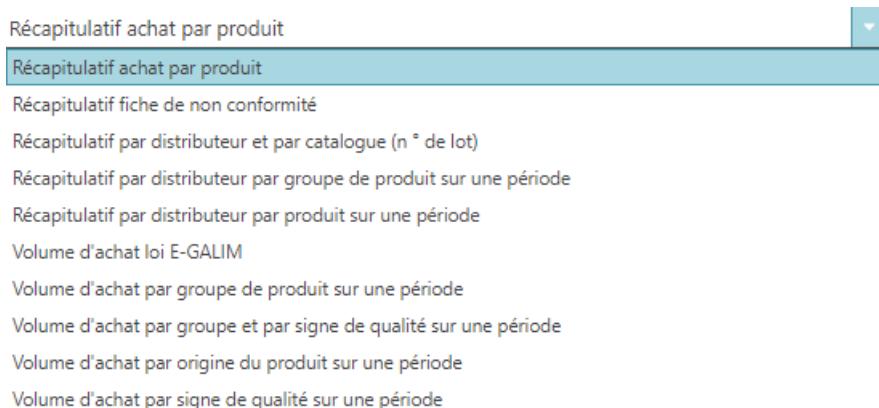 Récapitulatif achat par produit
Récapitulatif achat par produit
Récapitulatif fiche de non conformité
Récapitulatif par distributeur et par catalogue (n ° de lot)
Récapitulatif par distributeur par groupe de produit sur une période
Récapitulatif par distributeur par produit sur une période
Volume d'achat loi E-GALIM
Volume d'achat par groupe de produit sur une période
Volume d'achat par groupe et par signe de qualité sur une période
Volume d'achat par origine du produit sur une période
Volume d'achat par signe de qualité sur une période